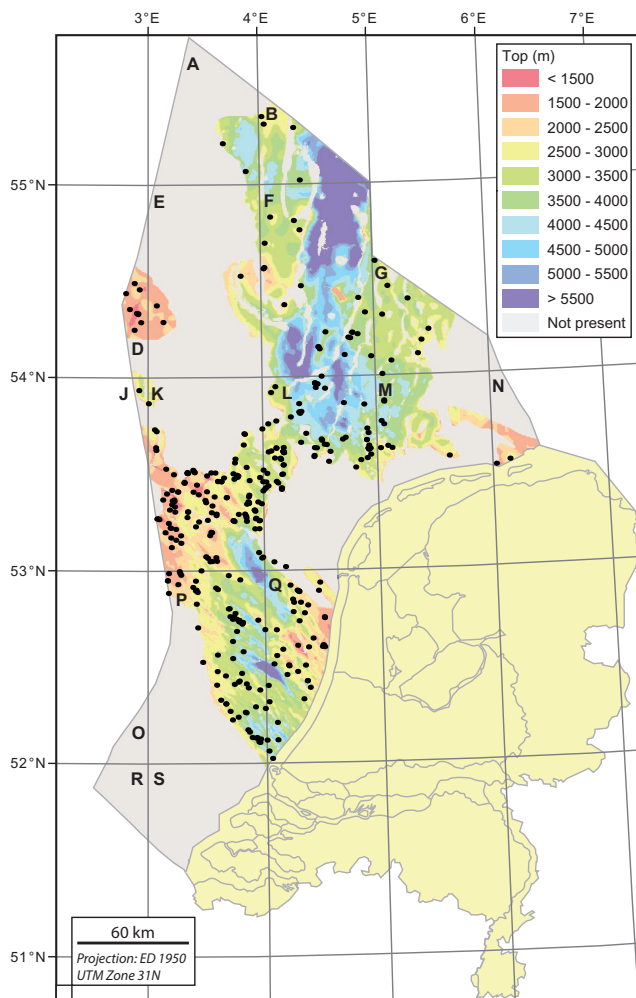 3°E 4°E 5°E 6°E 7°E
Top (m)
< 1500
1500 - 2000
2000 - 2500
2500 - 3000
3000 - 3500
3500 - 4000
4000 - 4500
4500 - 5000
5000 - 5500
> 5500
Not present
A
B
55°N
E
F
G
D
54°N
J K L M N
53°N
P
Q
O
52°N
R S
51°N
60 km
Projection: ED 1950
UTM Zone 31N